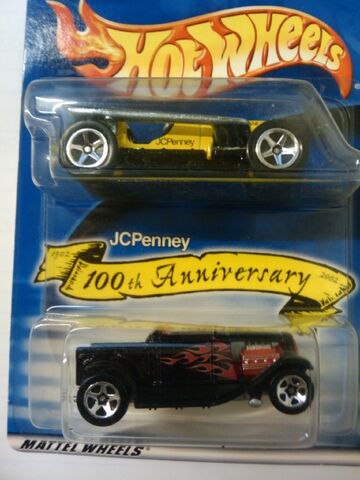 Hot Wheels
JCPenney
JCPenney
1902
100th Anniversary
2002
MATTEL WHEELS